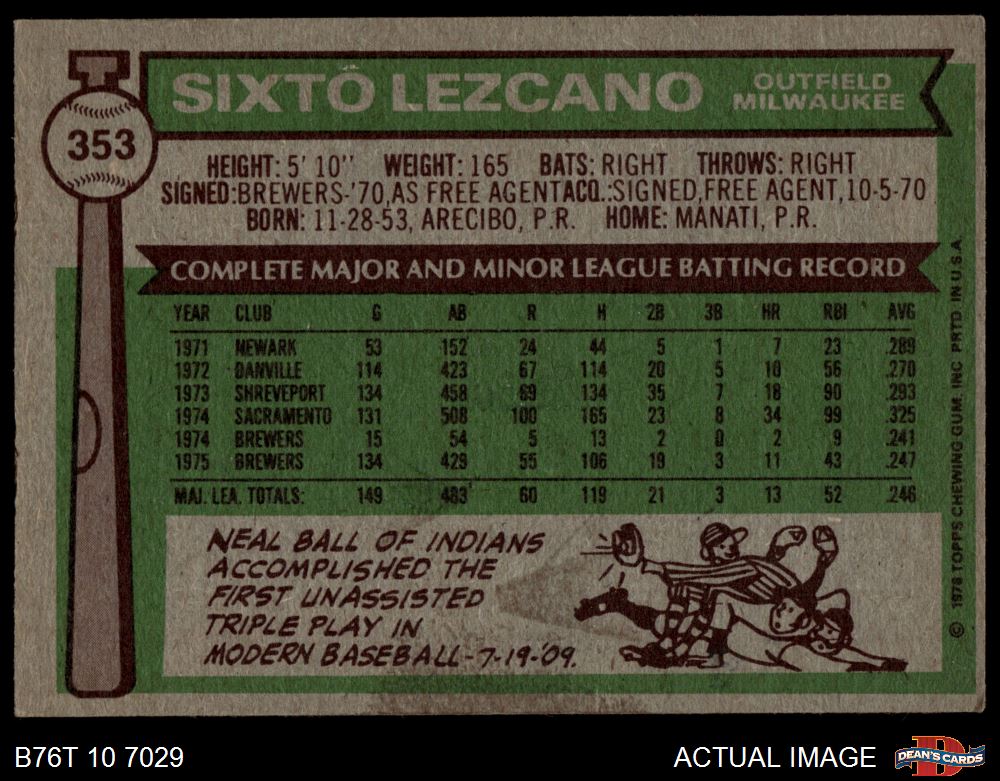 353
SIXTO LEZCANO
OUTFIELD
MILWAUKEE
HEIGHT: 5' 10" WEIGHT: 165 BATS: RIGHT THROWS: RIGHT
SIGNED:BREWERS-'70,AS FREE AGENTACQ.:SIGNED,FREE AGENT,10-5-70
BORN: 11-28-53, ARECIBO, P.R. HOME: MANATI, P.R.
COMPLETE MAJOR AND MINOR LEAGUE BATTING RECORD
YEAR CLUB G AB R H 2B 3B HR RBI AVG
1971 NEWARK 53 152 24 44 5 1 7 23 .289
1972 DANVILLE 114 423 67 114 20 5 10 56 .270
1973 SHREVEPORT 134 458 69 134 35 7 18 90 .293
1974 SACRAMENTO 131 508 100 165 23 8 34 99 .325
1974 BREWERS 15 54 5 13 2 0 2 9 .241
1975 BREWERS 134 429 55 106 19 3 11 43 .247
MAJ. LEA. TOTALS: 149 483 60 119 21 3 13 52 .246
NEAL BALL OF INDIANS
ACCOMPLISHED THE
FIRST UNASSISTED
TRIPLE PLAY IN
MODERN BASEBALL-7-19-'09.
© 1976 TOPPS CHEWING GUM, INC PRTD. IN U.S.A.
B76T 10 7029
ACTUAL IMAGE
D
DEAN'S CARDS